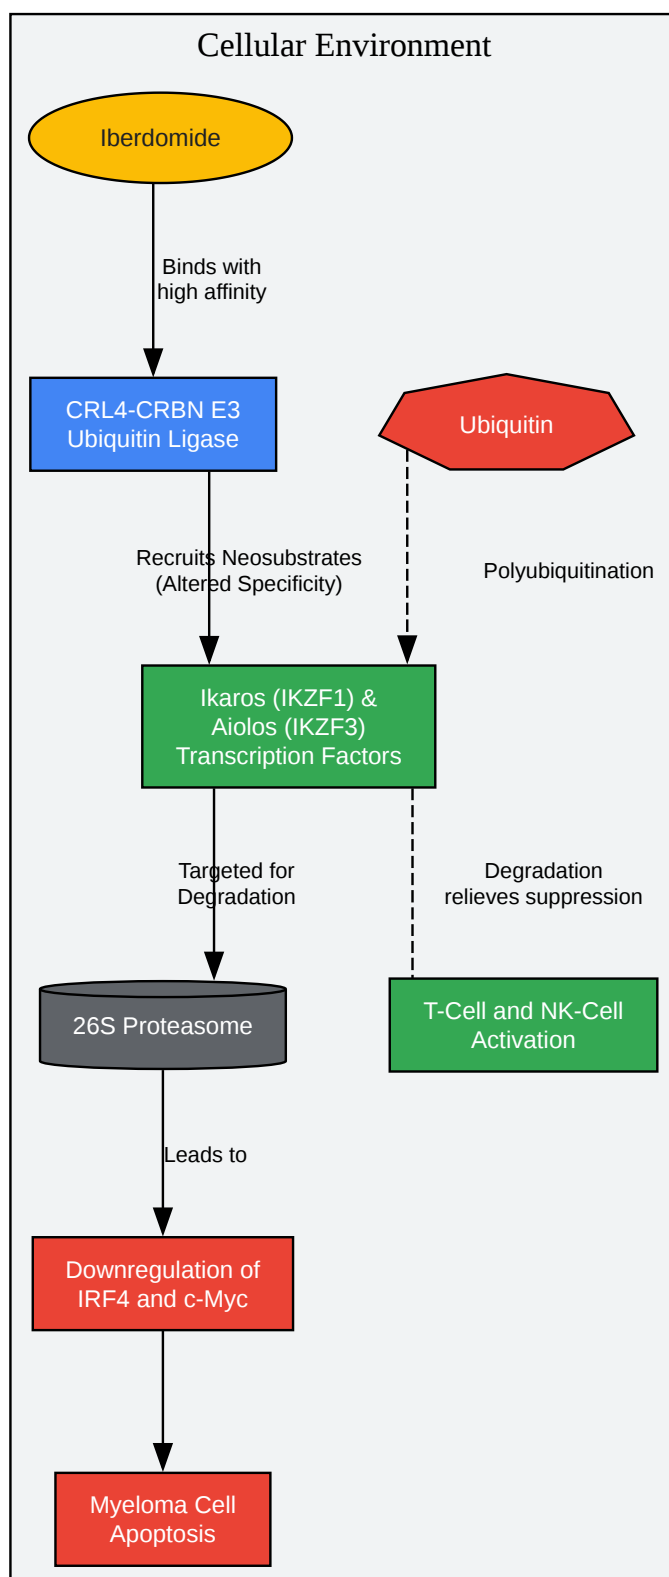 Cellular Environment
Iberdomide
Binds with
high affinity
CRL4-CRBN E3
Ubiquitin Ligase
Ubiquitin
Recruits Neosubstrates
(Altered Specificity)
Polyubiquitination
Ikaros (IKZF1) &
Aiolos (IKZF3)
Transcription Factors
Targeted for
Degradation
Degradation
relieves suppression
26S Proteasome
T-Cell and NK-Cell
Activation
Leads to
Downregulation of
IRF4 and c-Myc
Myeloma Cell
Apoptosis